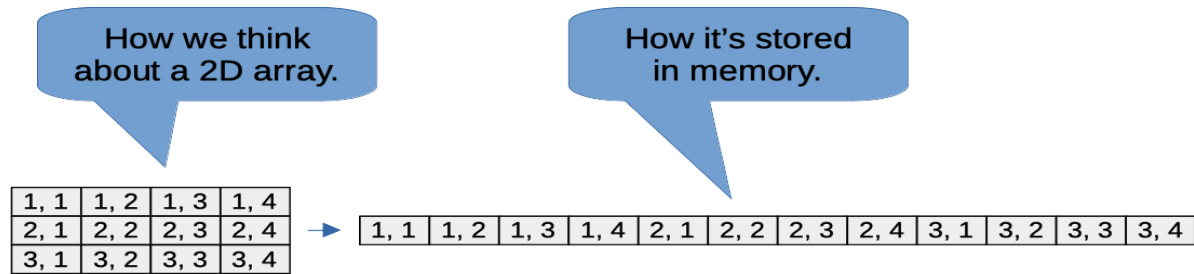 How we think
about a 2D array.
How it's stored
in memory.
1, 1 1, 2 1, 3 1, 4
2, 1 2, 2 2, 3 2, 4
3, 1 3, 2 3, 3 3, 4
1, 1 1, 2 1, 3 1, 4 2, 1 2, 2 2, 3 2, 4 3, 1 3, 2 3, 3 3, 4